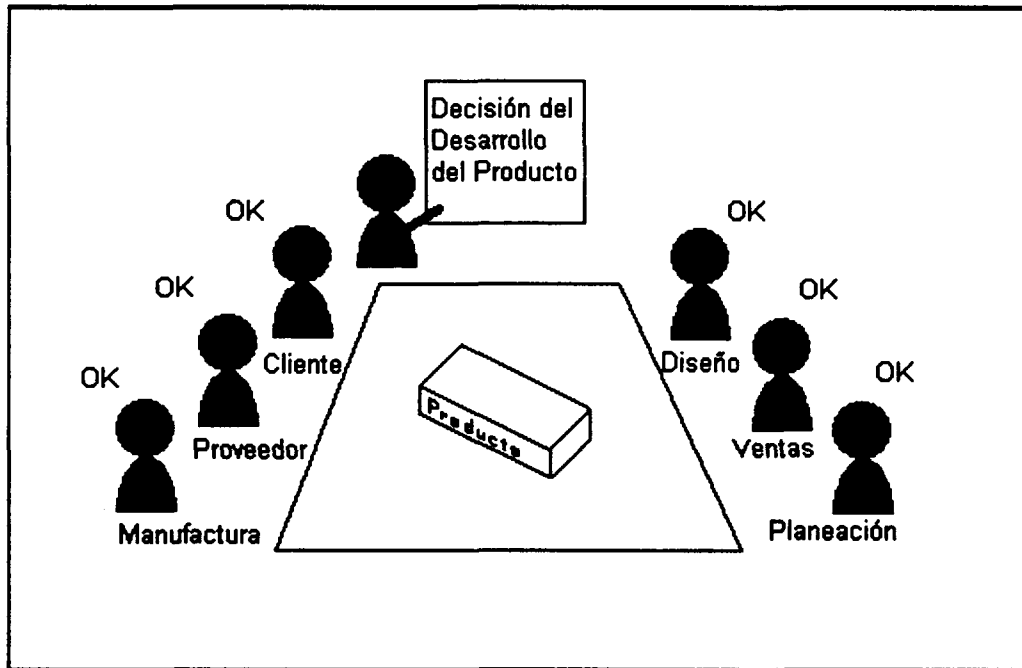 Decisión del
Desarrollo
del Producto
OK
OK
OK
OK
OK
OK
Cliente
Diseño
Proveedor
Ventas
Manufactura
Planeación
Producto